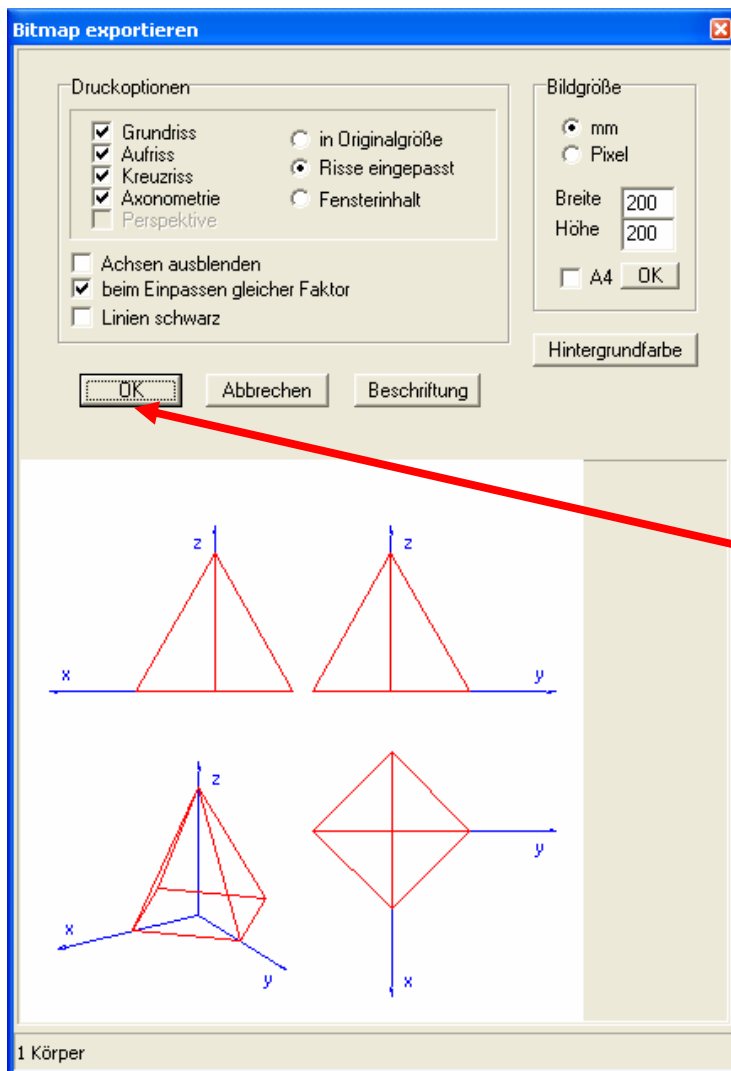 Bitmap exportieren
Druckoptionen
Grundriss
Aufriss
Kreuzriss
Axonometrie
Perspektive
in Originalgröße
Risse eingepasst
Fensterinhalt
Achsen ausblenden
beim Einpassen gleicher Faktor
Linien schwarz
Bildgröße
mm
Pixel
Breite 200
Höhe 200
A4 OK
Hintergrundfarbe
OK Abbrechen Beschriftung
z z
x y
z
y
x
y x
1 Körper